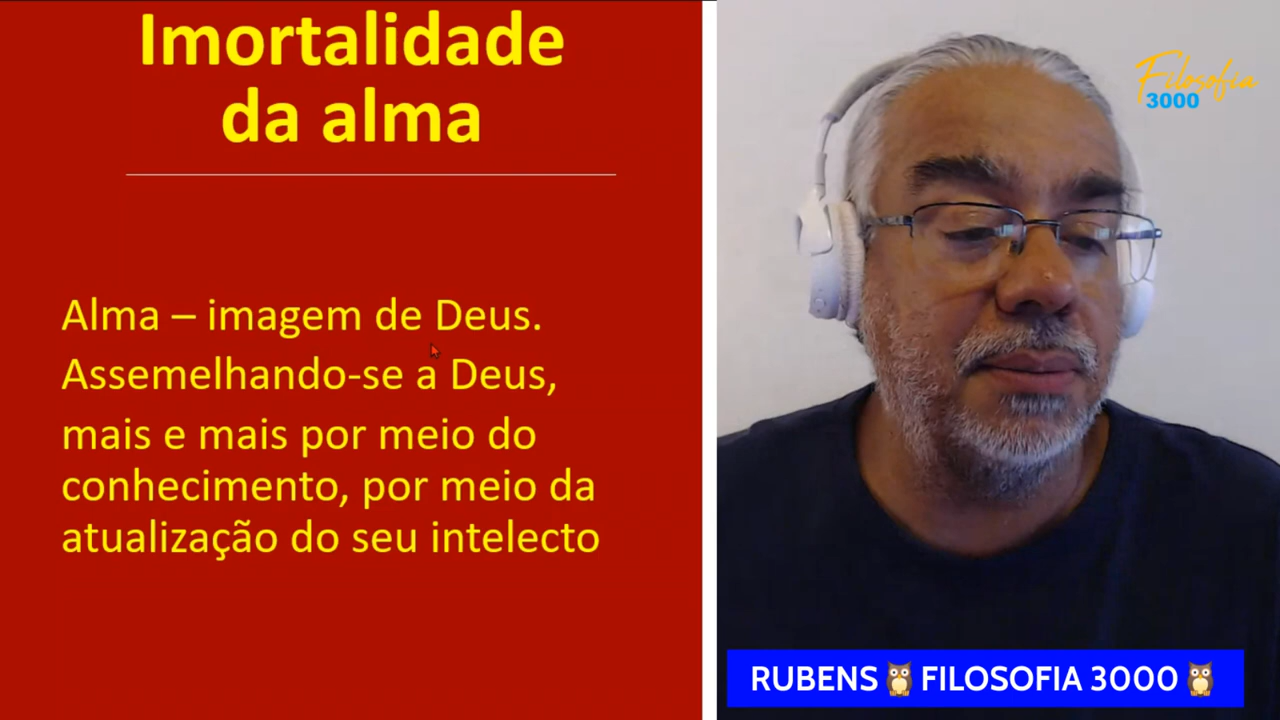 Imortalidade
da alma
Alma – imagem de Deus.
Assemelhando-se a Deus,
mais e mais por meio do
conhecimento, por meio da
atualização do seu intelecto
Filosofia
3000
RUBENS🦉FILOSOFIA 3000🦉